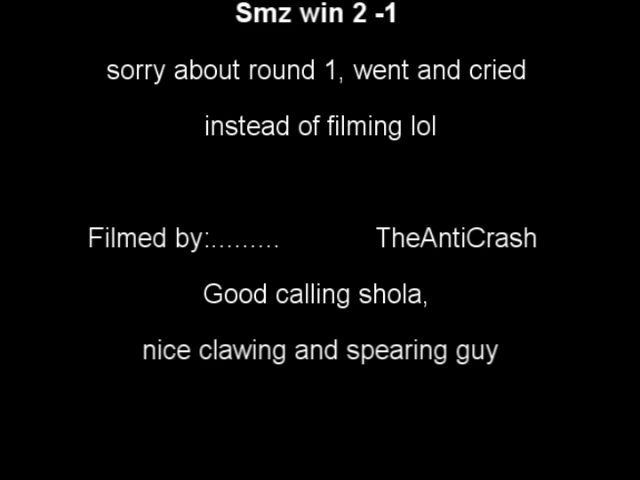 Smz win 2 -1
sorry about round 1, went and cried
instead of filming lol
Filmed by:......... TheAntiCrash
Good calling shola,
nice clawing and spearing guy